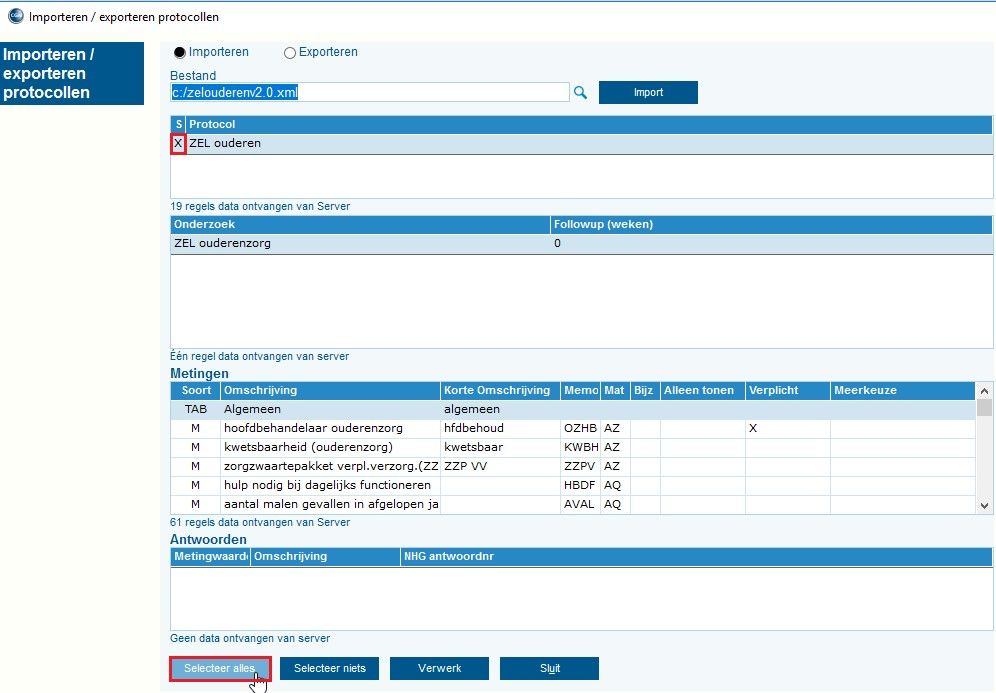 CGM Importeren / exporteren protocollen
Importeren /
exporteren
protocollen
Importeren Exporteren
Bestand
c:/zelouderenv2.0.xml Import
S Protocol
X ZEL ouderen
19 regels data ontvangen van Server
Onderzoek Followup (weken)
ZEL ouderenzorg 0
Één regel data ontvangen van server
Metingen
Soort Omschrijving Korte Omschrijving Memo Mat Bijz Alleen tonen Verplicht Meerkeuze
TAB Algemeen algemeen
M hoofdbehandelaar ouderenzorg hfdbehoud OZHB AZ X
M kwetsbaarheid (ouderenzorg) kwetsbaar KWBH AZ
M zorgzwaartepakket verpl.verzorg.(ZZ ZZP VV ZZPV AZ
M hulp nodig bij dagelijks functioneren HBDF AQ
M aantal malen gevallen in afgelopen ja AVAL AQ
61 regels data ontvangen van Server
Antwoorden
Metingwaard Omschrijving NHG antwoordnr
Geen data ontvangen van server
Selecteer alles Selecteer niets Verwerk Sluit